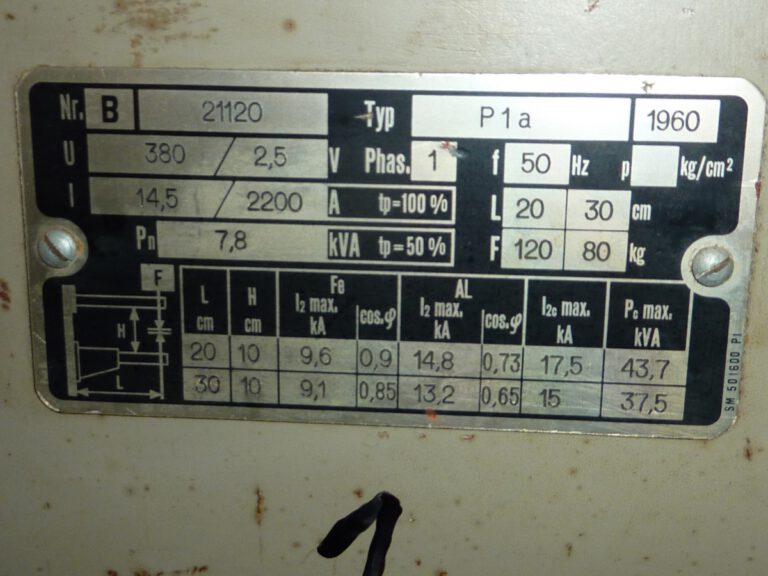 Nr. B 21120 Typ P1a 1960
U 380 / 2,5 V Phas. 1 f 50 Hz p kg/cm²
I 14,5 / 2200 A tp=100% L 20 30 cm
Pn 7,8 kVA tp=50% F 120 80 kg
F L cm H cm Fe I2 max. kA cos.φ AL I2 max. kA cos.φ I2c max. kA Pc max. kVA
H 20 10 9,6 0,9 14,8 0,73 17,5 43,7
L 30 10 9,1 0,85 13,2 0,65 15 37,5
SM 501600 PI